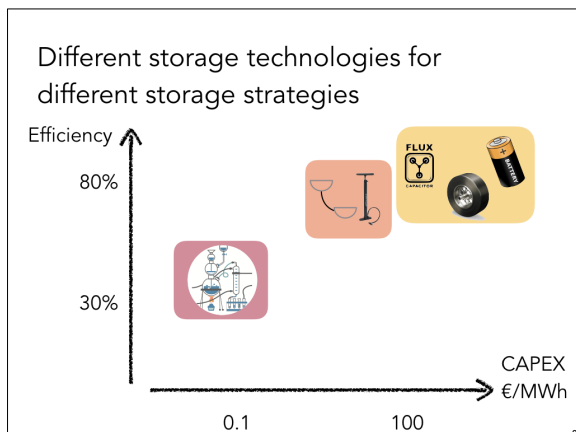 Different storage technologies for
different storage strategies
Efficiency
80%
30%
FLUX
CAPACITOR
BATTERY
CAPEX
€/MWh
0.1
100